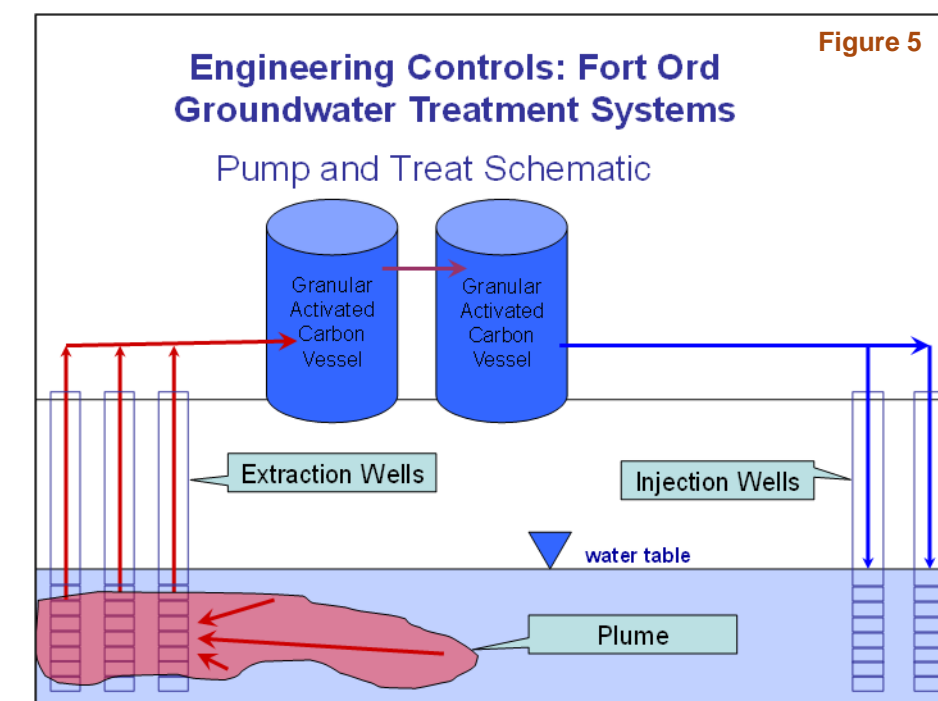 Figure 5
Engineering Controls: Fort Ord
Groundwater Treatment Systems
Pump and Treat Schematic
Granular
Activated
Carbon
Vessel
Granular
Activated
Carbon
Vessel
Extraction Wells
Injection Wells
water table
Plume